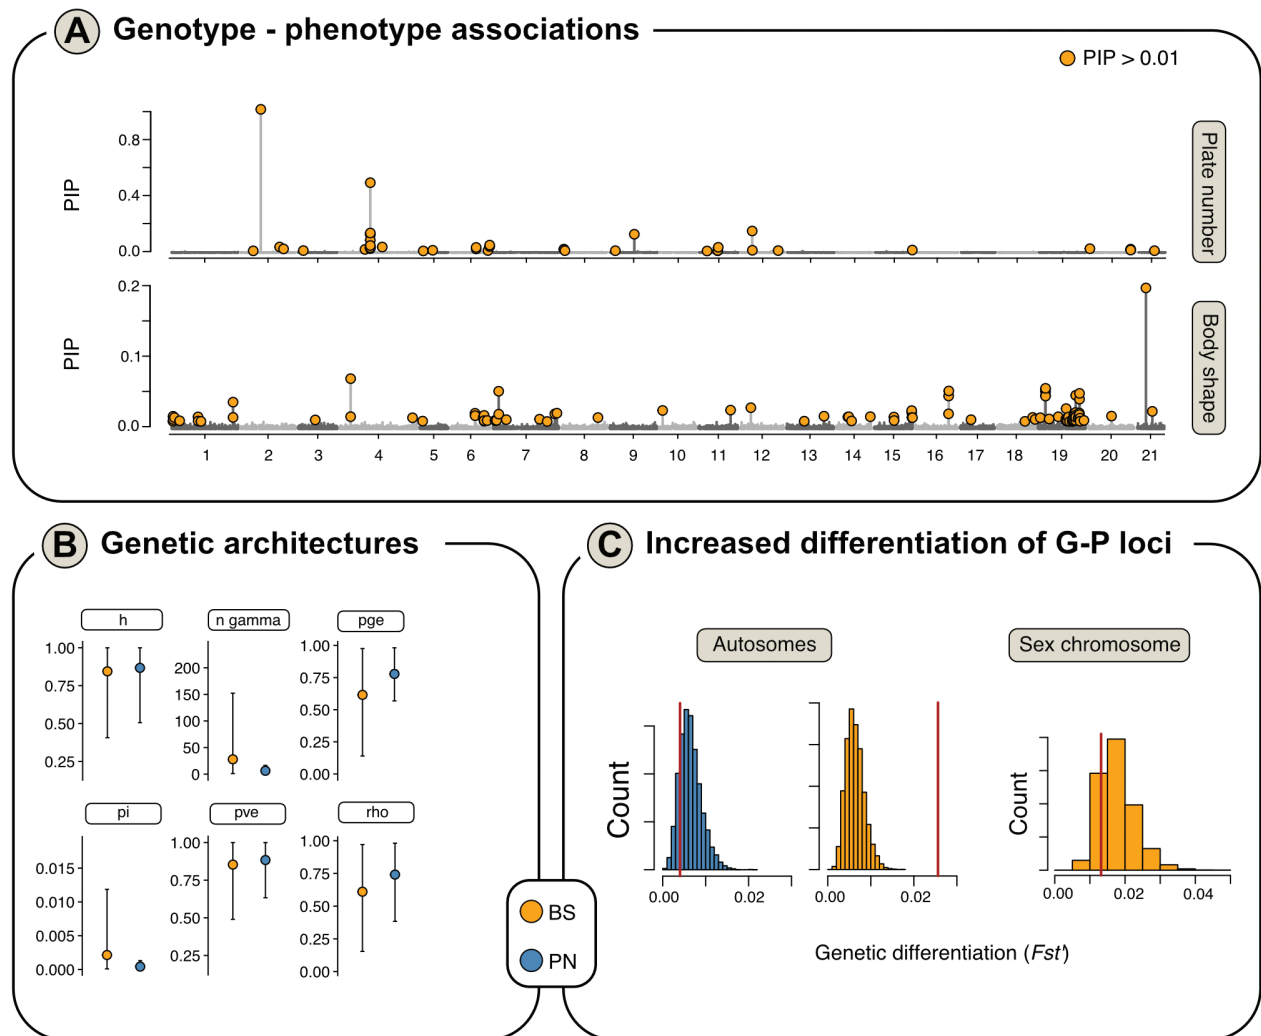 A Genotype - phenotype associations
PIP > 0.01
PIP
0.8
0.4
0.0
Plate number
PIP
0.2
0.1
0.0
Body shape
1 2 3 4 5 6 7 8 9 10 11 12 13 14 15 16 17 18 19 20 21
B Genetic architectures
h
1.00
0.75
0.50
0.25
n gamma
200
150
100
50
0
pge
1.00
0.75
0.50
0.25
0.00
pi
0.015
0.010
0.005
0.000
pve
1.00
0.75
0.50
0.25
rho
1.00
0.75
0.50
0.25
0.00
BS
PN
C Increased differentiation of G-P loci
Autosomes
Sex chromosome
Count
0.00 0.02
0.00 0.02
Count
0.00 0.02 0.04
Genetic differentiation (Fst')